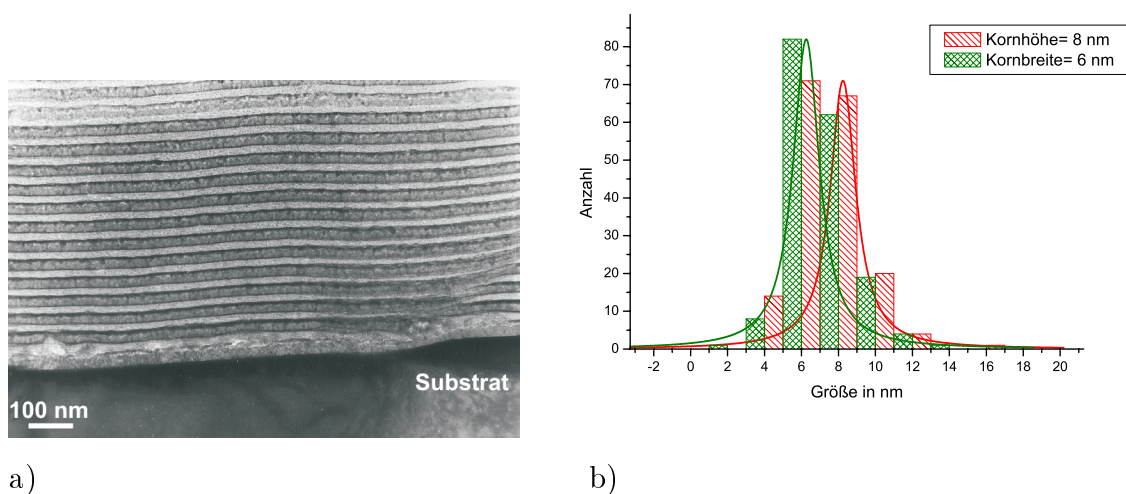 Substrat
100 nm
a)
Kornhöhe= 8 nm
Kornbreite= 6 nm
Anzahl
80
70
60
50
40
30
20
10
0
-2 0 2 4 6 8 10 12 14 16 18 20
Größe in nm
b)